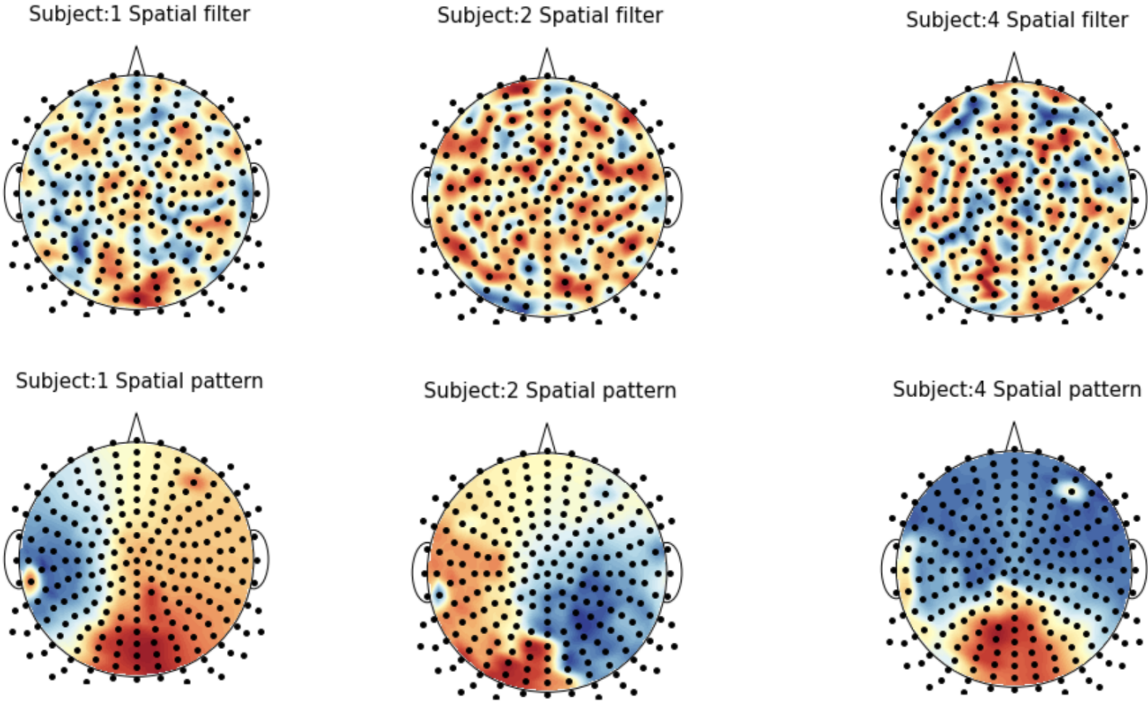 Subject:1 Spatial filter
Subject:2 Spatial filter
Subject:4 Spatial filter
Subject:1 Spatial pattern
Subject:2 Spatial pattern
Subject:4 Spatial pattern